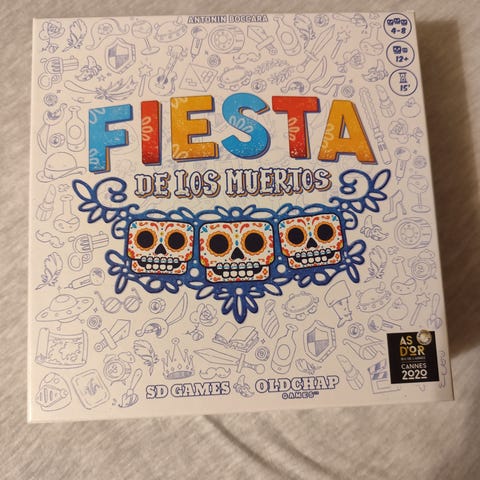 ANTONIN BOCCARA
4-8
12+
15'
FIESTA
DE LOS MUERTOS
SD GAMES
OLDCHAP
GAMES
AS
D'OR
CANNES
2020